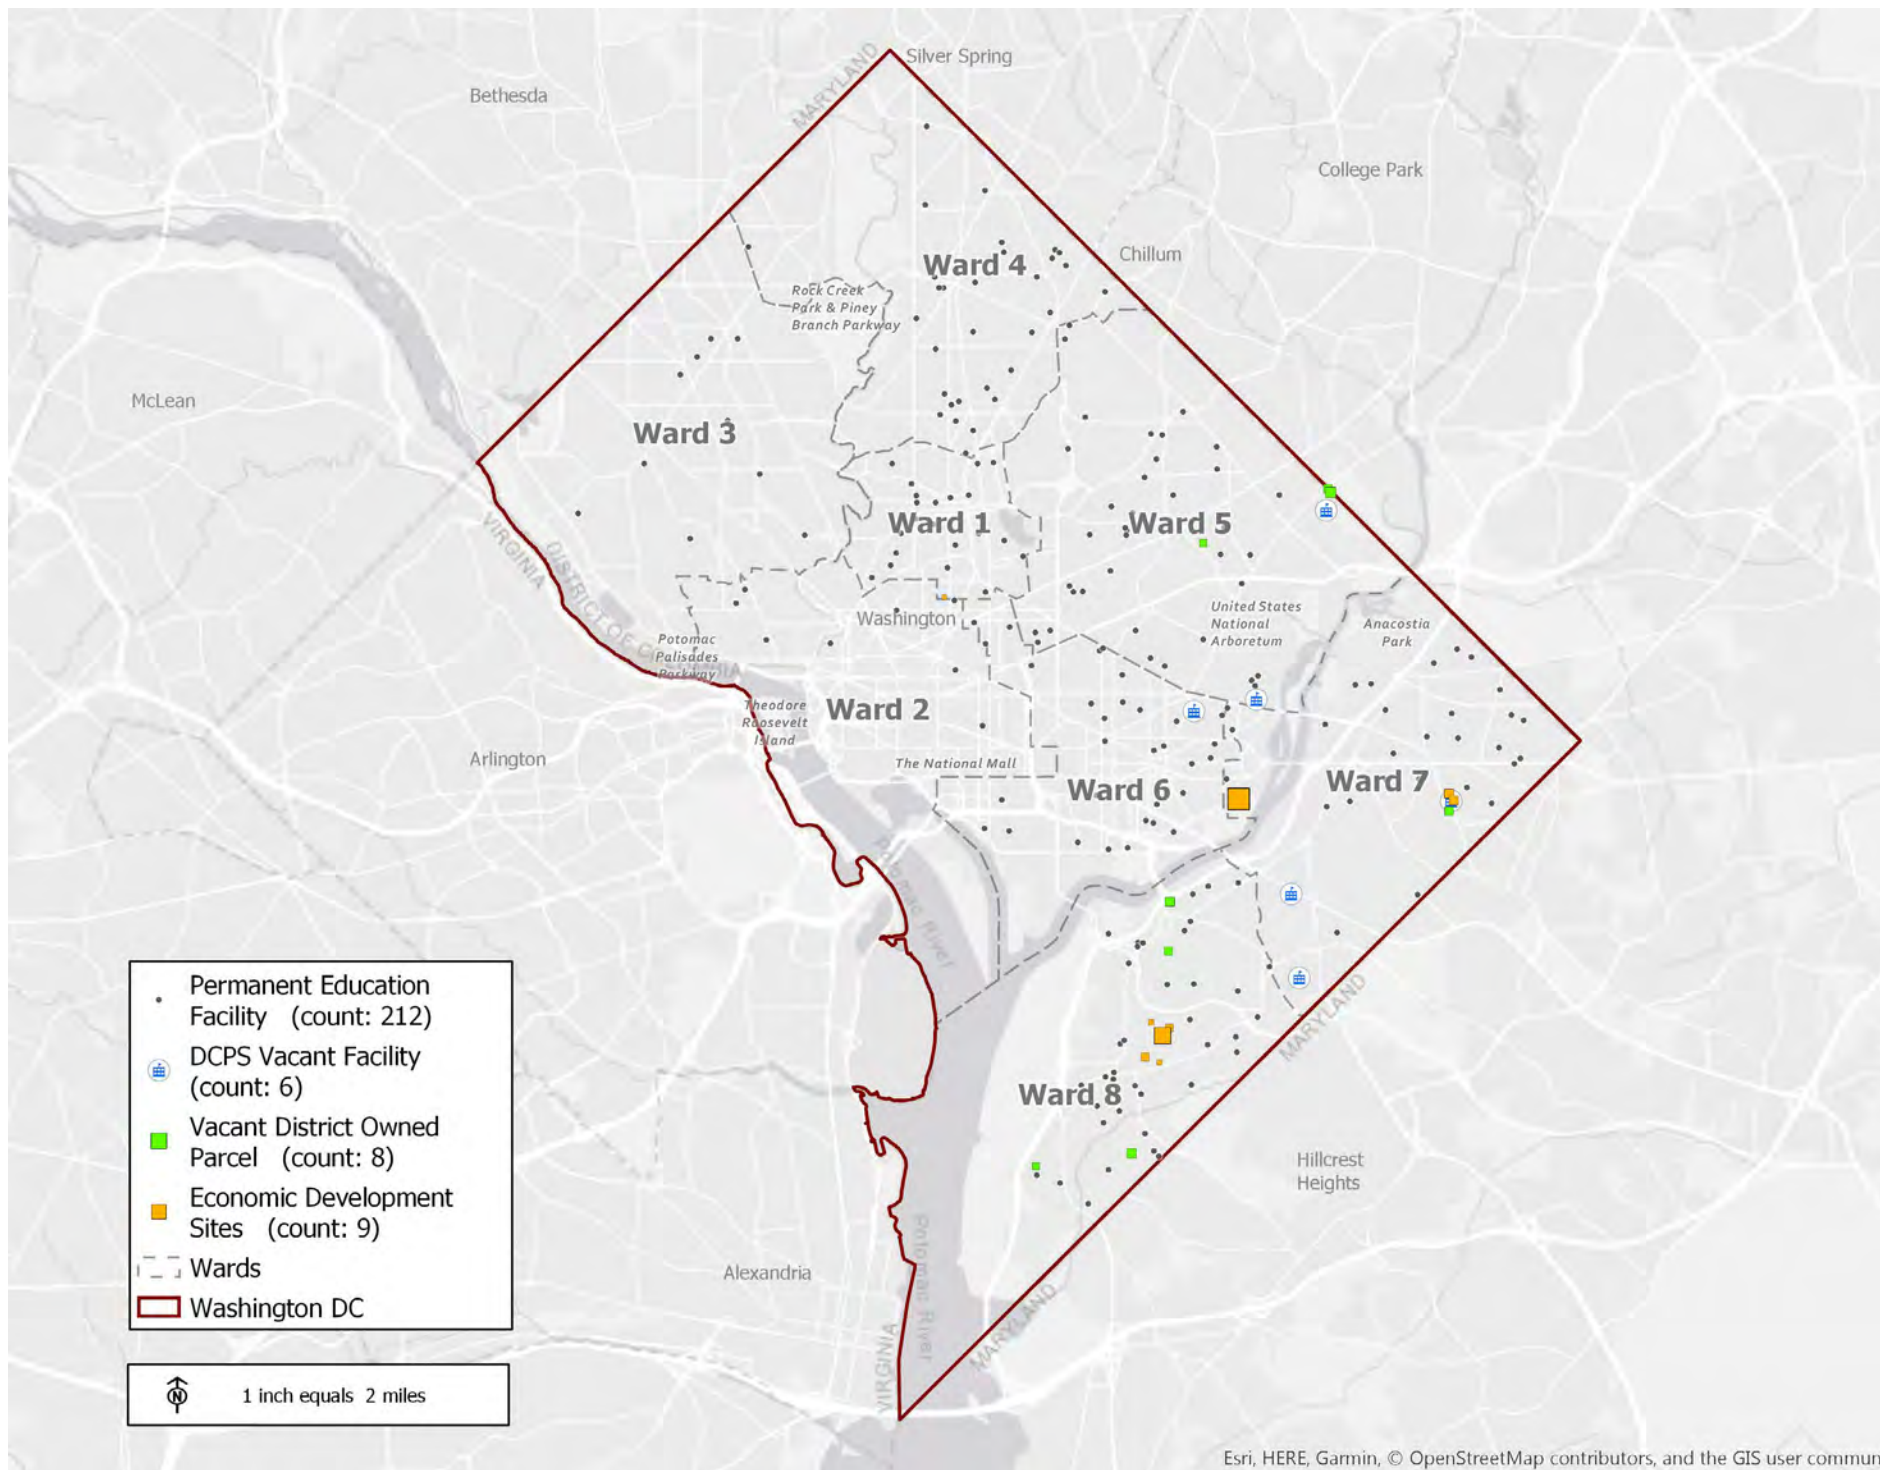 Silver Spring
MARYLAND
Bethesda
College Park
Chillum
Ward 4
Rock Creek
Park & Piney
Branch Parkway
McLean
Ward 3
Ward 1
Ward 5
VIRGINIA
DISTRICT OF COLUMBIA
United States
National
Arboretum
Anacostia
Park
Washington
Potomac
Palisades
Parkway
Theodore
Roosevelt
Island
Ward 2
Arlington
The National Mall
Ward 6
Ward 7
Potomac River
MARYLAND
Ward 8
Hillcrest
Heights
Alexandria
Potomac River
VIRGINIA
MARYLAND
Permanent Education
Facility (count: 212)
DCPS Vacant Facility
(count: 6)
Vacant District Owned
Parcel (count: 8)
Economic Development
Sites (count: 9)
Wards
Washington DC
N
1 inch equals 2 miles
Esri, HERE, Garmin, © OpenStreetMap contributors, and the GIS user commun